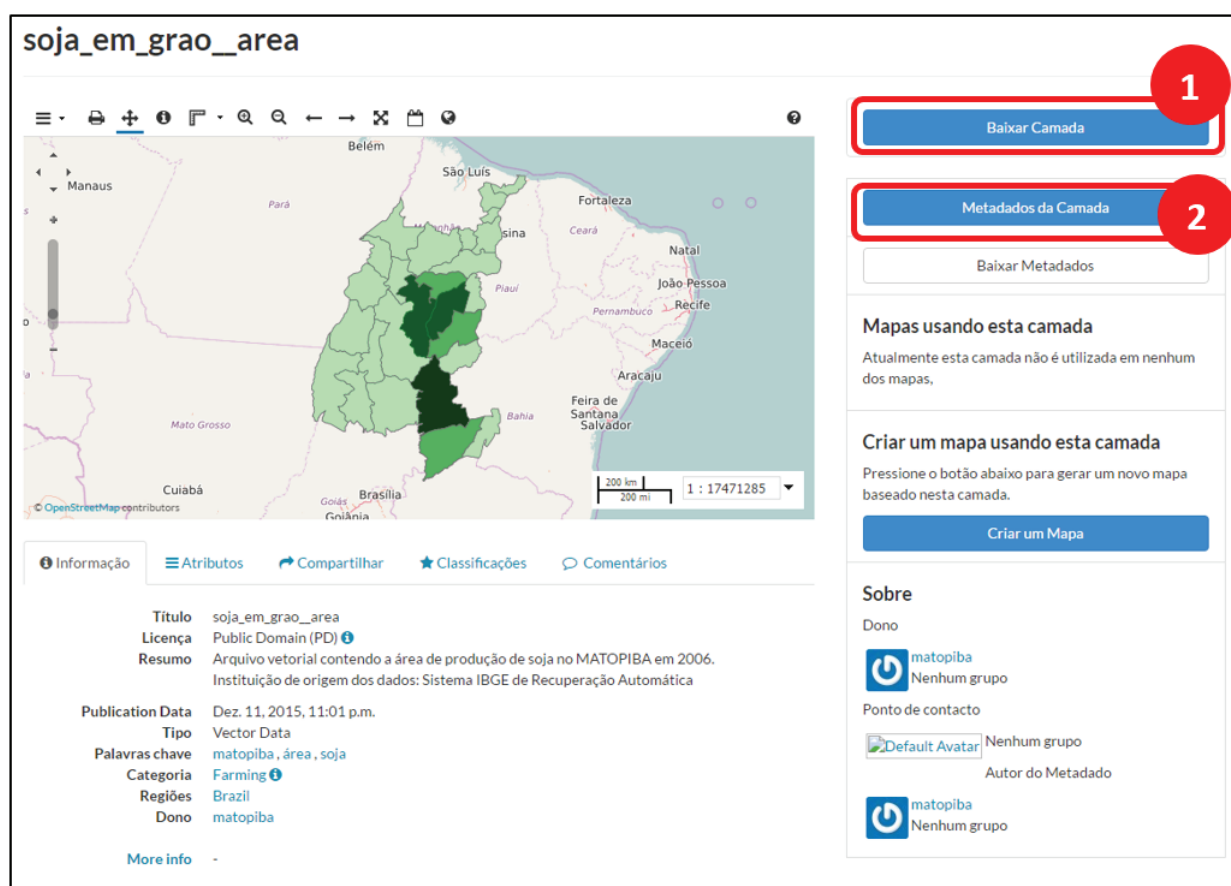 soja_em_grao__area
1
Baixar Camada
2
Metadados da Camada
Baixar Metadados
Belém
São Luís
Manaus
Pará
Fortaleza
Ceará
sina
Natal
João Pessoa
Piauí
Pernambuco
Recife
Maceió
Aracaju
Feira de
Santana
Salvador
Bahia
Mato Grosso
Cuiabá
Goiás
Brasília
Goiânia
200 km
200 mi
1 : 17471285
© OpenStreetMap contributors
Mapas usando esta camada
Atualmente esta camada não é utilizada em nenhum
dos mapas,
Criar um mapa usando esta camada
Pressione o botão abaixo para gerar um novo mapa
baseado nesta camada.
Criar um Mapa
Informação
Atributos
Compartilhar
Classificações
Comentários
Título soja_em_grao__area
Licença Public Domain (PD)
Resumo Arquivo vetorial contendo a área de produção de soja no MATOPIBA em 2006.
Instituição de origem dos dados: Sistema IBGE de Recuperação Automática
Publication Data Dez. 11, 2015, 11:01 p.m.
Tipo Vector Data
Palavras chave matopiba , área , soja
Categoria Farming
Regiões Brazil
Dono matopiba
More info -
Sobre
Dono
matopiba
Nenhum grupo
Ponto de contacto
Default Avatar Nenhum grupo
Autor do Metadado
matopiba
Nenhum grupo